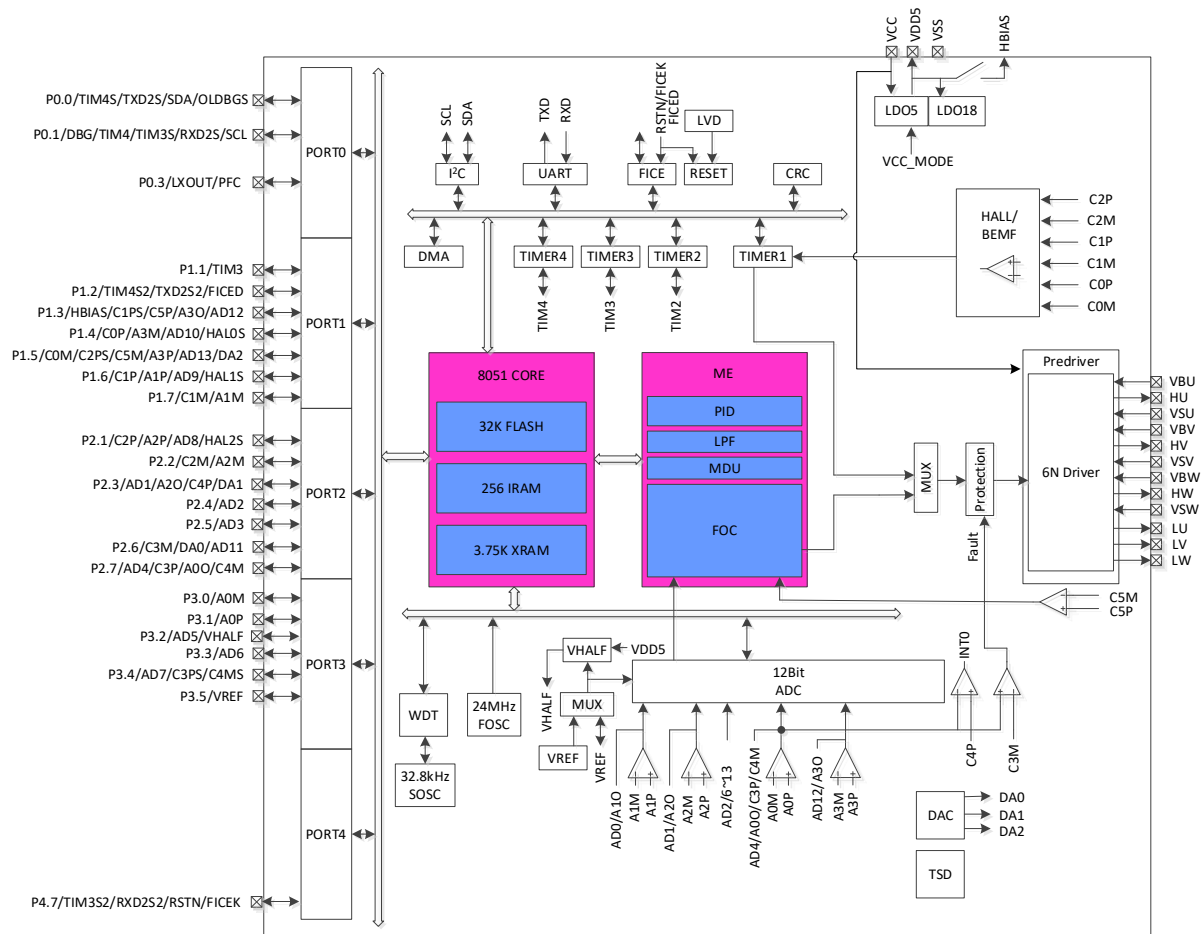 VCC
VDD5
VSS
HBIAS
P0.0/TIM4S/TXD2S/SDA/OLDBGS
P0.1/DBG/TIM4/TIM3S/RXD2S/SCL
P0.3/LXOUT/PFC
PORT0
P1.1/TIM3
P1.2/TIM4S2/TXD2S2/FICED
P1.3/HBIAS/C1PS/C5P/A3O/AD12
P1.4/C0P/A3M/AD10/HAL0S
P1.5/C0M/C2PS/C5M/A3P/AD13/DA2
P1.6/C1P/A1P/AD9/HAL1S
P1.7/C1M/A1M
PORT1
P2.1/C2P/A2P/AD8/HAL2S
P2.2/C2M/A2M
P2.3/AD1/A2O/C4P/DA1
P2.4/AD2
P2.5/AD3
P2.6/C3M/DA0/AD11
P2.7/AD4/C3P/A0O/C4M
PORT2
P3.0/A0M
P3.1/A0P
P3.2/AD5/VHALF
P3.3/AD6
P3.4/AD7/C3PS/C4MS
P3.5/VREF
PORT3
PORT4
P4.7/TIM3S2/RXD2S2/RSTN/FICEK
SCL
SDA
TXD
RXD
RSTN/FICEK
FICED
LVD
I²C
UART
FICE
RESET
CRC
DMA
TIMER4
TIMER3
TIMER2
TIMER1
TIM4
TIM3
TIM2
LDO5
LDO18
VCC_MODE
HALL/
BEMF
C2P
C2M
C1P
C1M
C0P
C0M
8051 CORE
32K FLASH
256 IRAM
3.75K XRAM
ME
PID
LPF
MDU
FOC
MUX
Protection
Fault
Predriver
6N Driver
VBU
HU
VSU
VBV
HV
VSV
VBW
HW
VSW
LU
LV
LW
C5M
C5P
WDT
32.8kHz
SOSC
24MHz
FOSC
VHALF
VDD5
VHALF
MUX
VREF
VREF
12Bit
ADC
INT0
C4P
C3M
AD0/A1O
A1M
A1P
AD1/A2O
A2M
A2P
AD2/6~13
AD4/A0O/C3P/C4M
A0M
A0P
AD12/A3O
A3M
A3P
DAC
DA0
DA1
DA2
TSD